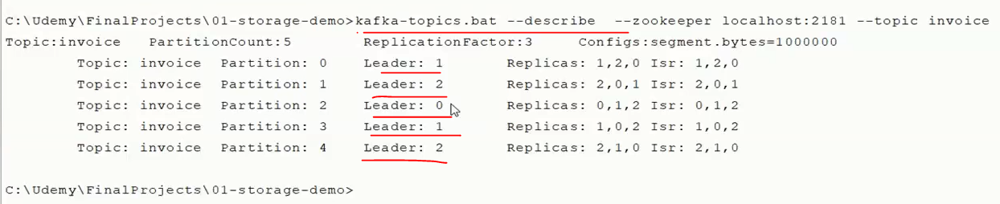 C:\Udemy\FinalProjects\01-storage-demo>kafka-topics.bat --describe  --zookeeper localhost:2181 --topic invoice
Topic:invoice   PartitionCount:5        ReplicationFactor:3     Configs:segment.bytes=1000000
        Topic: invoice  Partition: 0    Leader: 1       Replicas: 1,2,0 Isr: 1,2,0
        Topic: invoice  Partition: 1    Leader: 2       Replicas: 2,0,1 Isr: 2,0,1
        Topic: invoice  Partition: 2    Leader: 0       Replicas: 0,1,2 Isr: 0,1,2
        Topic: invoice  Partition: 3    Leader: 1       Replicas: 1,0,2 Isr: 1,0,2
        Topic: invoice  Partition: 4    Leader: 2       Replicas: 2,1,0 Isr: 2,1,0
C:\Udemy\FinalProjects\01-storage-demo>